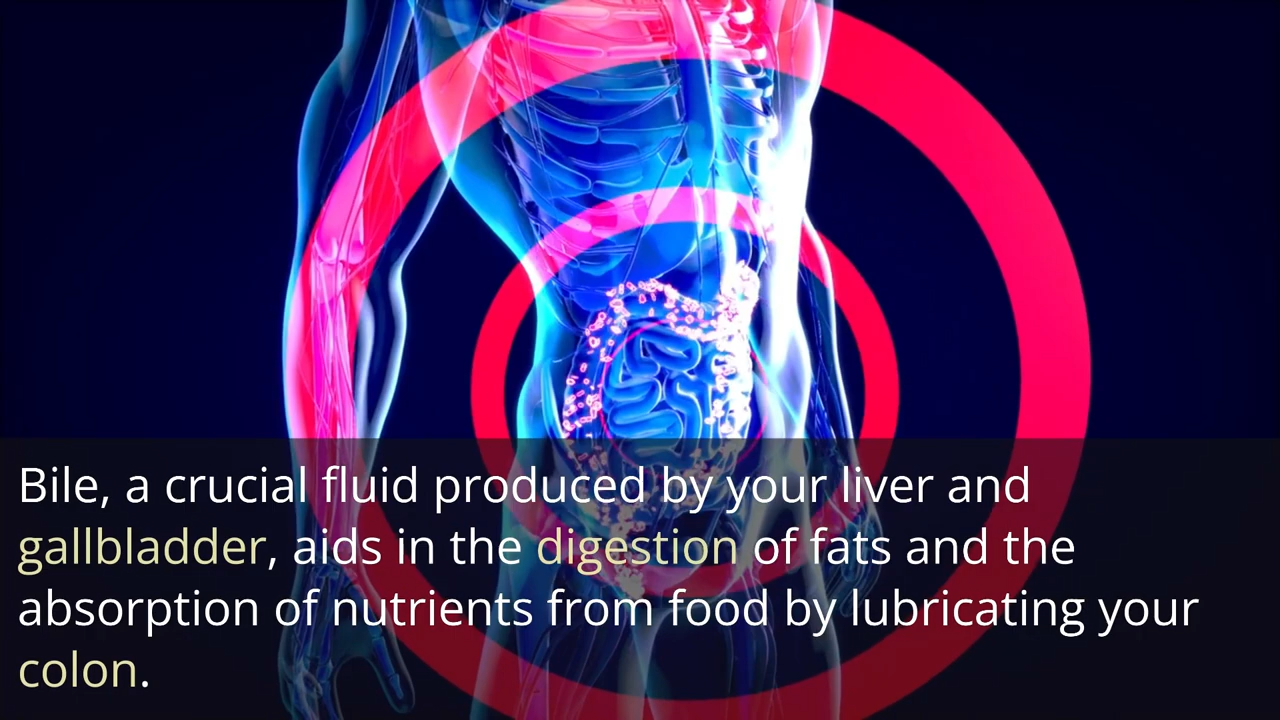 Bile, a crucial fluid produced by your liver and
gallbladder, aids in the digestion of fats and the
absorption of nutrients from food by lubricating your
colon.